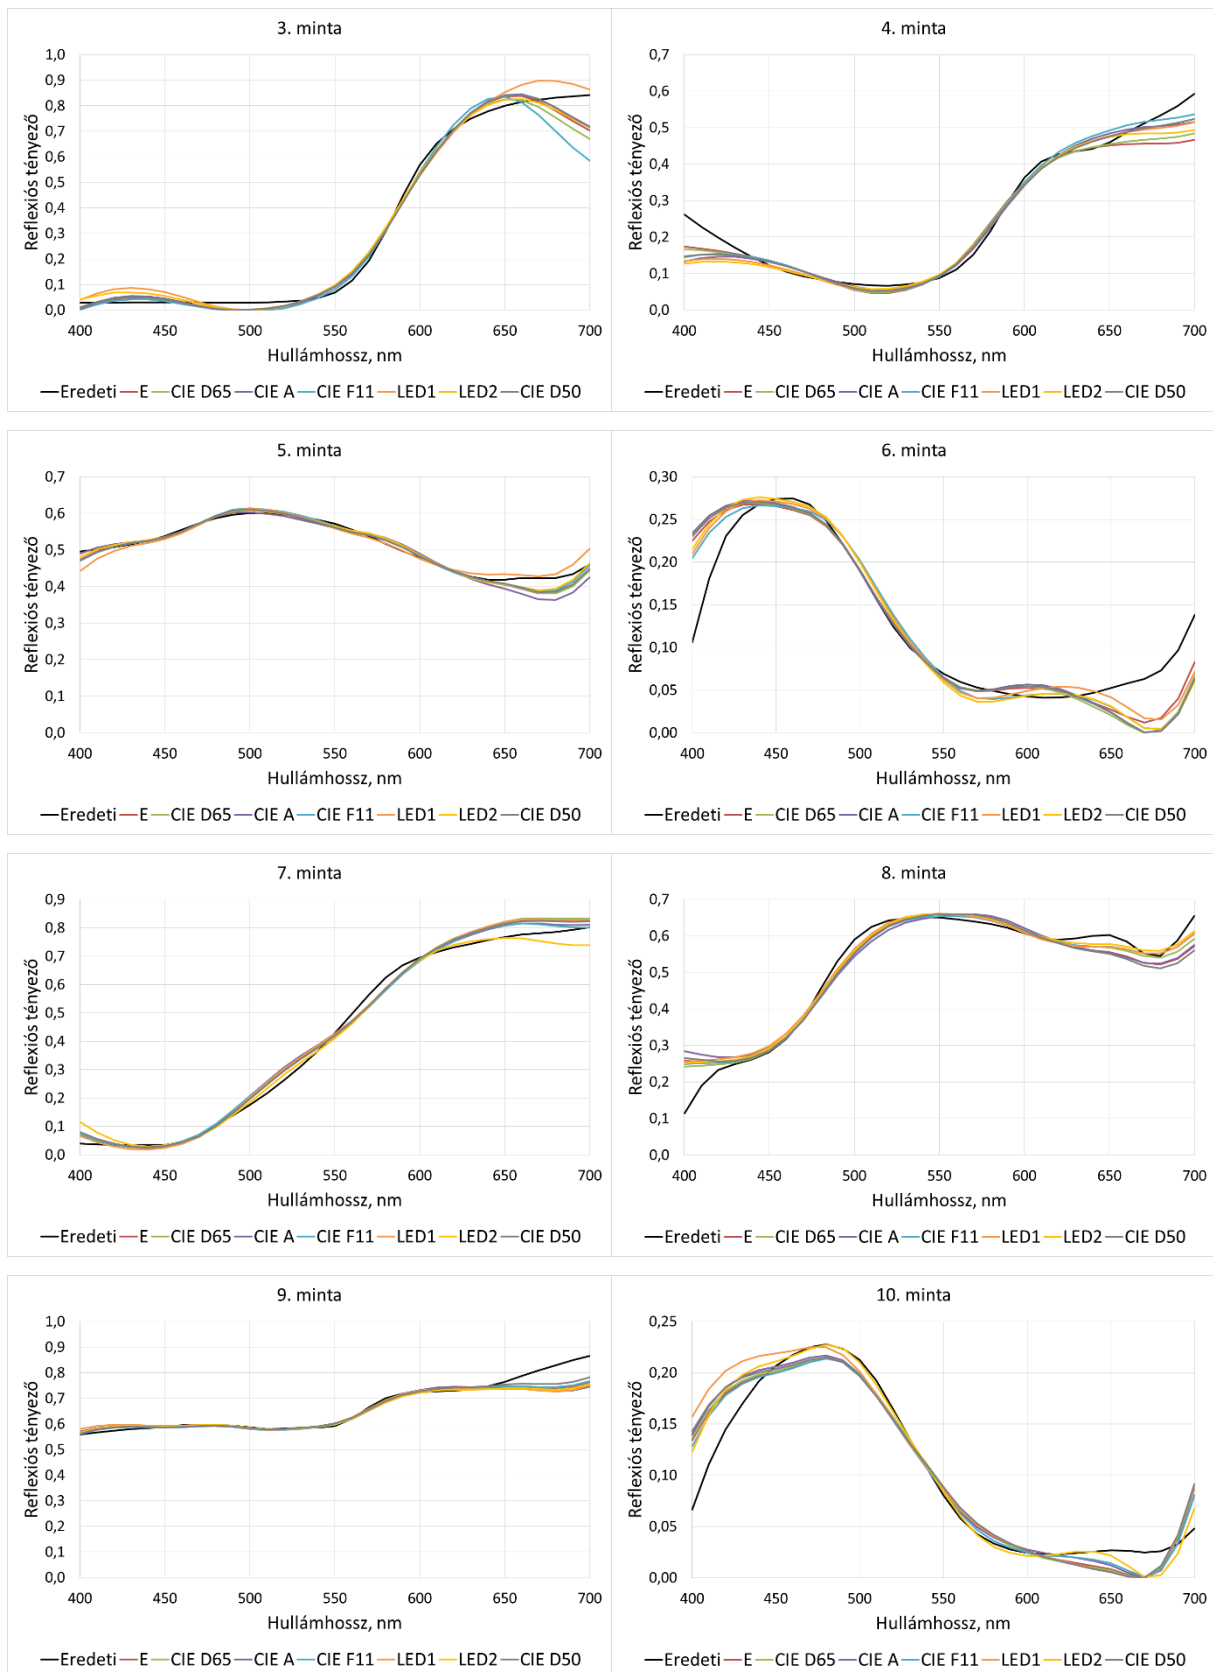 3. minta
Reflexiós tényező
1,0
0,9
0,8
0,7
0,6
0,5
0,4
0,3
0,2
0,1
0,0
400 450 500 550 600 650 700
Hullámhossz, nm
Eredeti E CIE D65 CIE A CIE F11 LED1 LED2 CIE D50
4. minta
Reflexiós tényező
0,7
0,6
0,5
0,4
0,3
0,2
0,1
0,0
400 450 500 550 600 650 700
Hullámhossz, nm
Eredeti E CIE D65 CIE A CIE F11 LED1 LED2 CIE D50
5. minta
Reflexiós tényező
0,7
0,6
0,5
0,4
0,3
0,2
0,1
0,0
400 450 500 550 600 650 700
Hullámhossz, nm
Eredeti E CIE D65 CIE A CIE F11 LED1 LED2 CIE D50
6. minta
Reflexiós tényező
0,30
0,25
0,20
0,15
0,10
0,05
0,00
400 450 500 550 600 650 700
Hullámhossz, nm
Eredeti E CIE D65 CIE A CIE F11 LED1 LED2 CIE D50
7. minta
Reflexiós tényező
0,9
0,8
0,7
0,6
0,5
0,4
0,3
0,2
0,1
0,0
400 450 500 550 600 650 700
Hullámhossz, nm
Eredeti E CIE D65 CIE A CIE F11 LED1 LED2 CIE D50
8. minta
Reflexiós tényező
0,7
0,6
0,5
0,4
0,3
0,2
0,1
0,0
400 450 500 550 600 650 700
Hullámhossz, nm
Eredeti E CIE D65 CIE A CIE F11 LED1 LED2 CIE D50
9. minta
Reflexiós tényező
1,0
0,9
0,8
0,7
0,6
0,5
0,4
0,3
0,2
0,1
0,0
400 450 500 550 600 650 700
Hullámhossz, nm
Eredeti E CIE D65 CIE A CIE F11 LED1 LED2 CIE D50
10. minta
Reflexiós tényező
0,25
0,20
0,15
0,10
0,05
0,00
400 450 500 550 600 650 700
Hullámhossz, nm
Eredeti E CIE D65 CIE A CIE F11 LED1 LED2 CIE D50